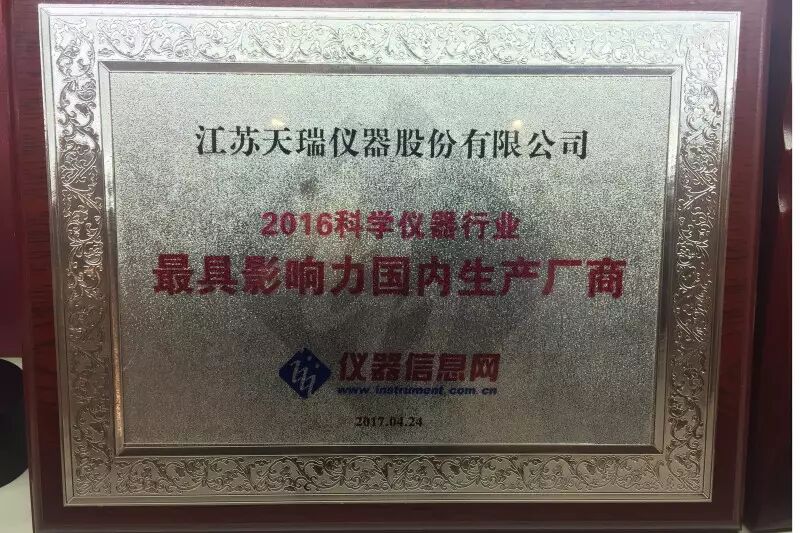 江苏天瑞仪器股份有限公司
2016科学仪器行业
最具影响力国内生产厂商
仪器信息网
www.instrument.com.cn
2017.04.24